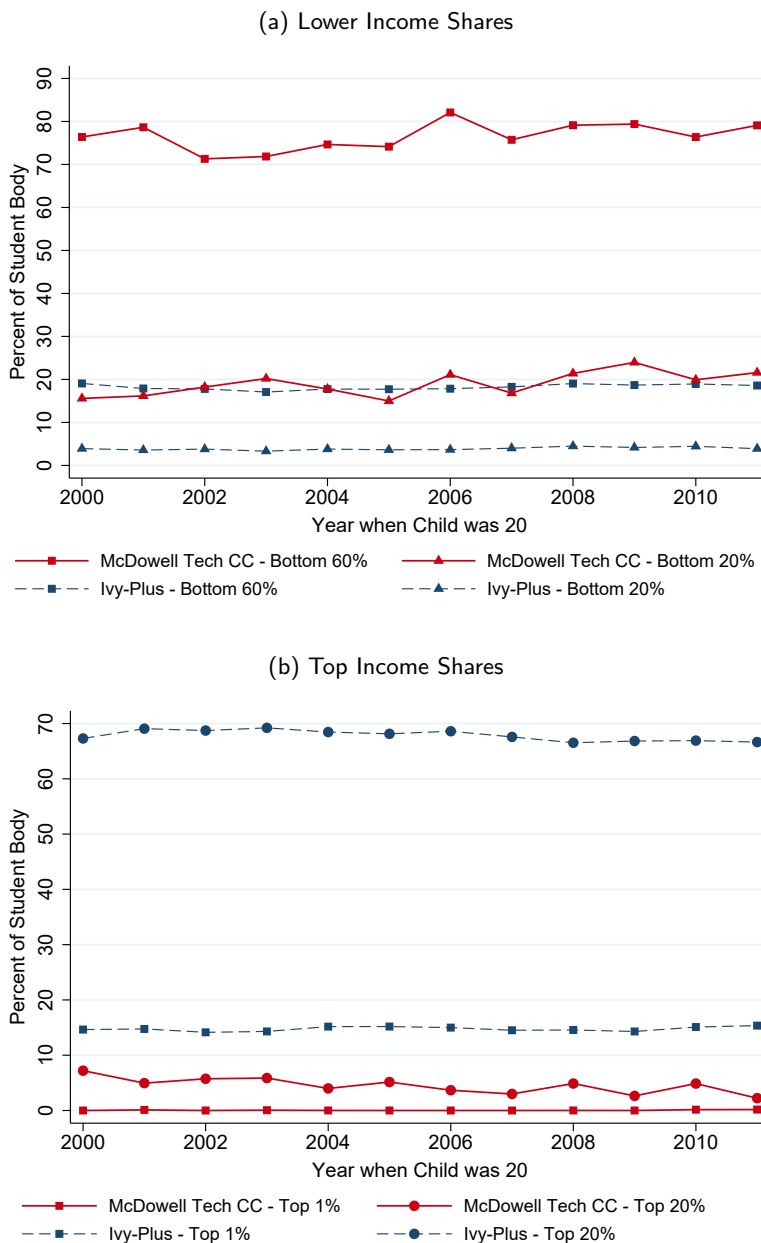 (a) Lower Income Shares
90
80
70
60
50
40
30
20
10
0
Percent of Student Body
2000 2002 2004 2006 2008 2010
Year when Child was 20
McDowell Tech CC - Bottom 60% McDowell Tech CC - Bottom 20%
Ivy-Plus - Bottom 60% Ivy-Plus - Bottom 20%
(b) Top Income Shares
70
60
50
40
30
20
10
0
Percent of Student Body
2000 2002 2004 2006 2008 2010
Year when Child was 20
McDowell Tech CC - Top 1% McDowell Tech CC - Top 20%
Ivy-Plus - Top 1% Ivy-Plus - Top 20%